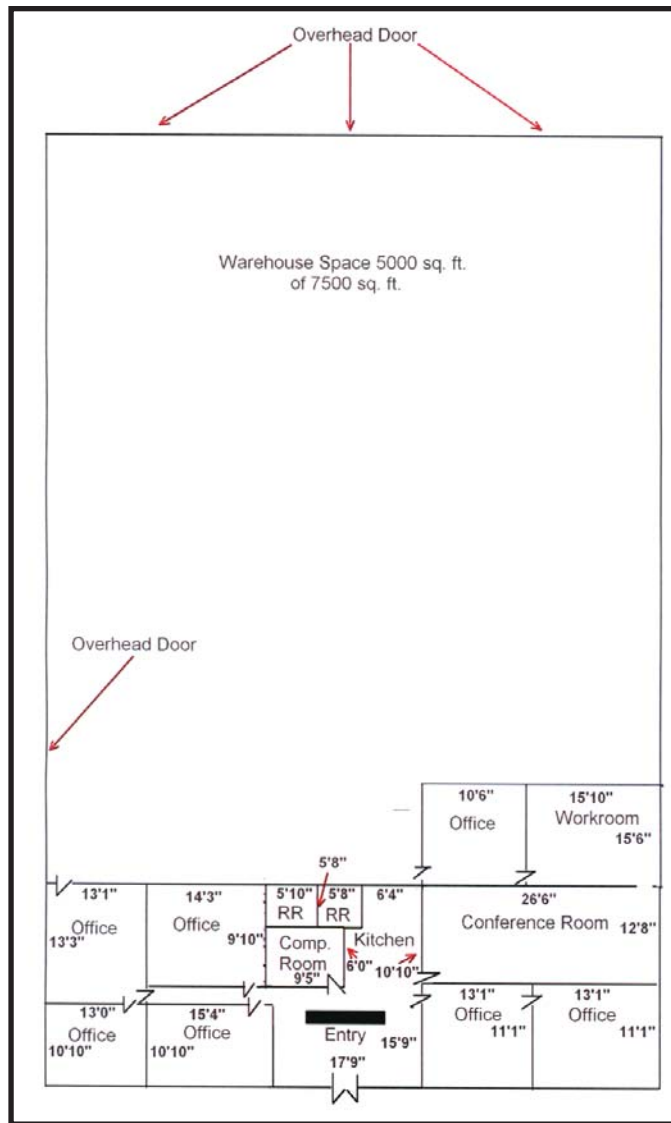 Overhead Door
Warehouse Space 5000 sq. ft.
of 7500 sq. ft.
Overhead Door
10'6"
Office
15'10"
Workroom
15'6"
5'8"
13'1"
Office
13'3"
14'3"
Office
9'10"
5'10"
RR
5'8"
RR
6'4"
Kitchen
10'10"
Comp.
Room
9'5"
6'0"
26'6"
Conference Room
12'8"
13'0"
Office
10'10"
15'4"
Office
10'10"
Entry
15'9"
17'9"
13'1"
Office
11'1"
13'1"
Office
11'1"